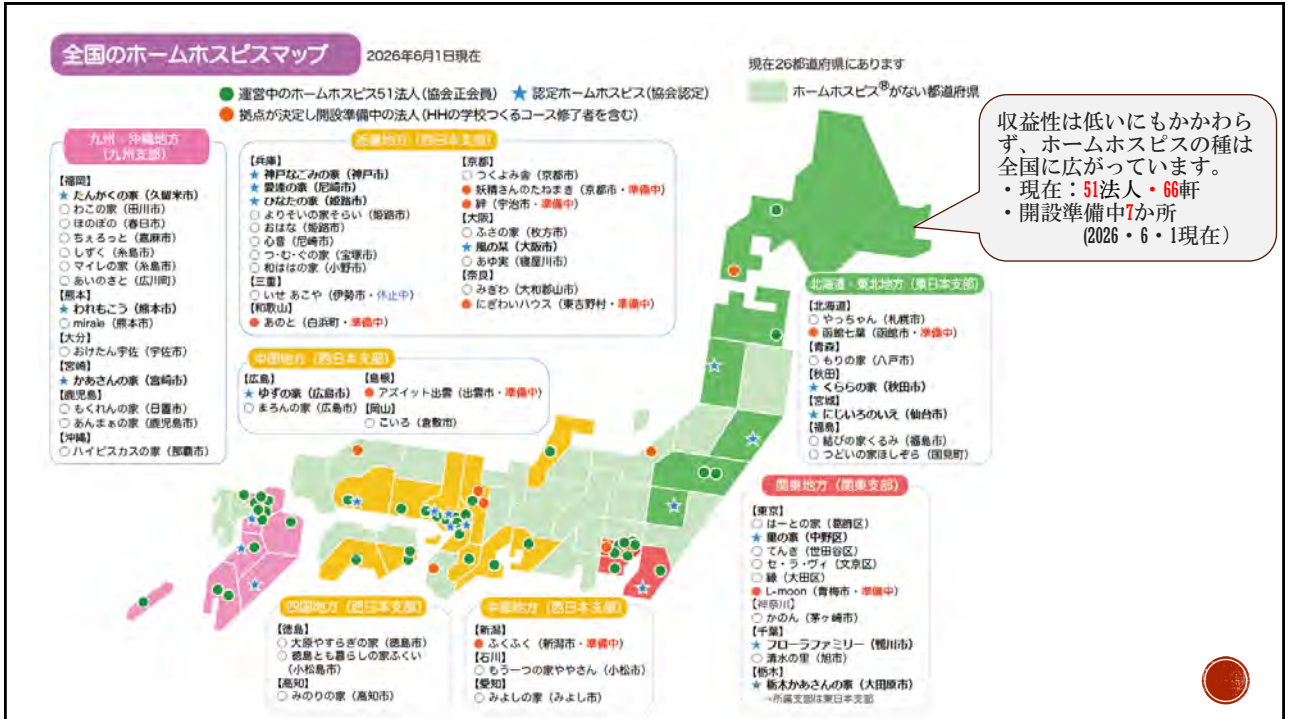 全国のホームホスピスマップ 2026年6月1日現在
● 運営中のホームホスピス51法人(協会正会員) ★ 認定ホームホスピス(協会認定)
● 拠点が決定し開設準備中の法人(HHの学校つくるコース修了者を含む)
現在26都道府県にあります
ホームホスピス®がない都道府県
収益性は低いにもかかわら
ず、ホームホスピスの種は
全国に広がっています。
・現在：51法人・66軒
・開設準備中7か所
(2026・6・1現在)
九州・沖縄地方
(九州支部)
【福岡】
★ たんがくの家(久留米市)
○ わこの家(田川市)
○ ほのぼの(春日市)
○ ちぇるっと(嘉麻市)
○ しずく(糸島市)
○ マイレの家(糸島市)
○ あいのさと(広川町)
【熊本】
★ われもこう(熊本市)
○ miraie(熊本市)
【大分】
○ おけたん宇佐(宇佐市)
【宮崎】
★ かあさんの家(宮崎市)
【鹿児島】
○ もくれんの家(日置市)
○ あんまぁの家(鹿児島市)
【沖縄】
○ ハイビスカスの家(那覇市)
近畿地方(西日本支部)
【兵庫】
★ 神戸なごみの家(神戸市)
★ 愛逢の家(尼崎市)
★ ひなたの家(姫路市)
○ よりそいの家そらい(姫路市)
○ おはな(姫路市)
○ 心音(尼崎市)
○ つ・む・ぐの家(宝塚市)
○ 和ははの家(小野市)
【三重】
○ いせ あこや(伊勢市・休止中)
【和歌山】
● あのと(白浜町・準備中)
【京都】
○ つくよみ舎(京都市)
● 妖精さんのたねまき(京都市・準備中)
● 絆(宇治市・準備中)
【大阪】
○ ふさの家(枚方市)
★ 風の栞(大阪市)
○ あゆ実(寝屋川市)
【奈良】
○ みぎわ(大和郡山市)
● にぎわいハウス(東吉野村・準備中)
中国地方(西日本支部)
【広島】
★ ゆずの家(広島市)
○ まろんの家(広島市)
【島根】
● アズイット出雲(出雲市・準備中)
【岡山】
○ こいろ(倉敷市)
北海道・東北地方(東日本支部)
【北海道】
○ やっちゃん(札幌市)
● 函館七葉(函館市・準備中)
【青森】
○ もりの家(八戸市)
【秋田】
★ くららの家(秋田市)
【宮城】
★ にじいろのいえ(仙台市)
【福島】
○ 結びの家くるみ(福島市)
○ つどいの家ほしぞら(国見町)
関東地方(関東支部)
【東京】
○ はーとの家(葛飾区)
★ 里の家(中野区)
○ てんき(世田谷区)
○ セ・ラ・ヴィ(文京区)
○ 縁(大田区)
● L-moon(青梅市・準備中)
【神奈川】
○ かのん(茅ヶ崎市)
【千葉】
★ フローラファミリー(鴨川市)
○ 清水の里(旭市)
【栃木】
★ 栃木かあさんの家(大田原市)
→所属支部は東日本支部
四国地方(西日本支部)
【徳島】
○ 大原やすらぎの家(徳島市)
○ 徳島とも暮らしの家ふくい
(小松島市)
【高知】
○ みのりの家(高知市)
中部地方(西日本支部)
【新潟】
● ふくふく(新潟市・準備中)
【石川】
○ もう一つの家ややさん(小松市)
【愛知】
○ みよしの家(みよし市)